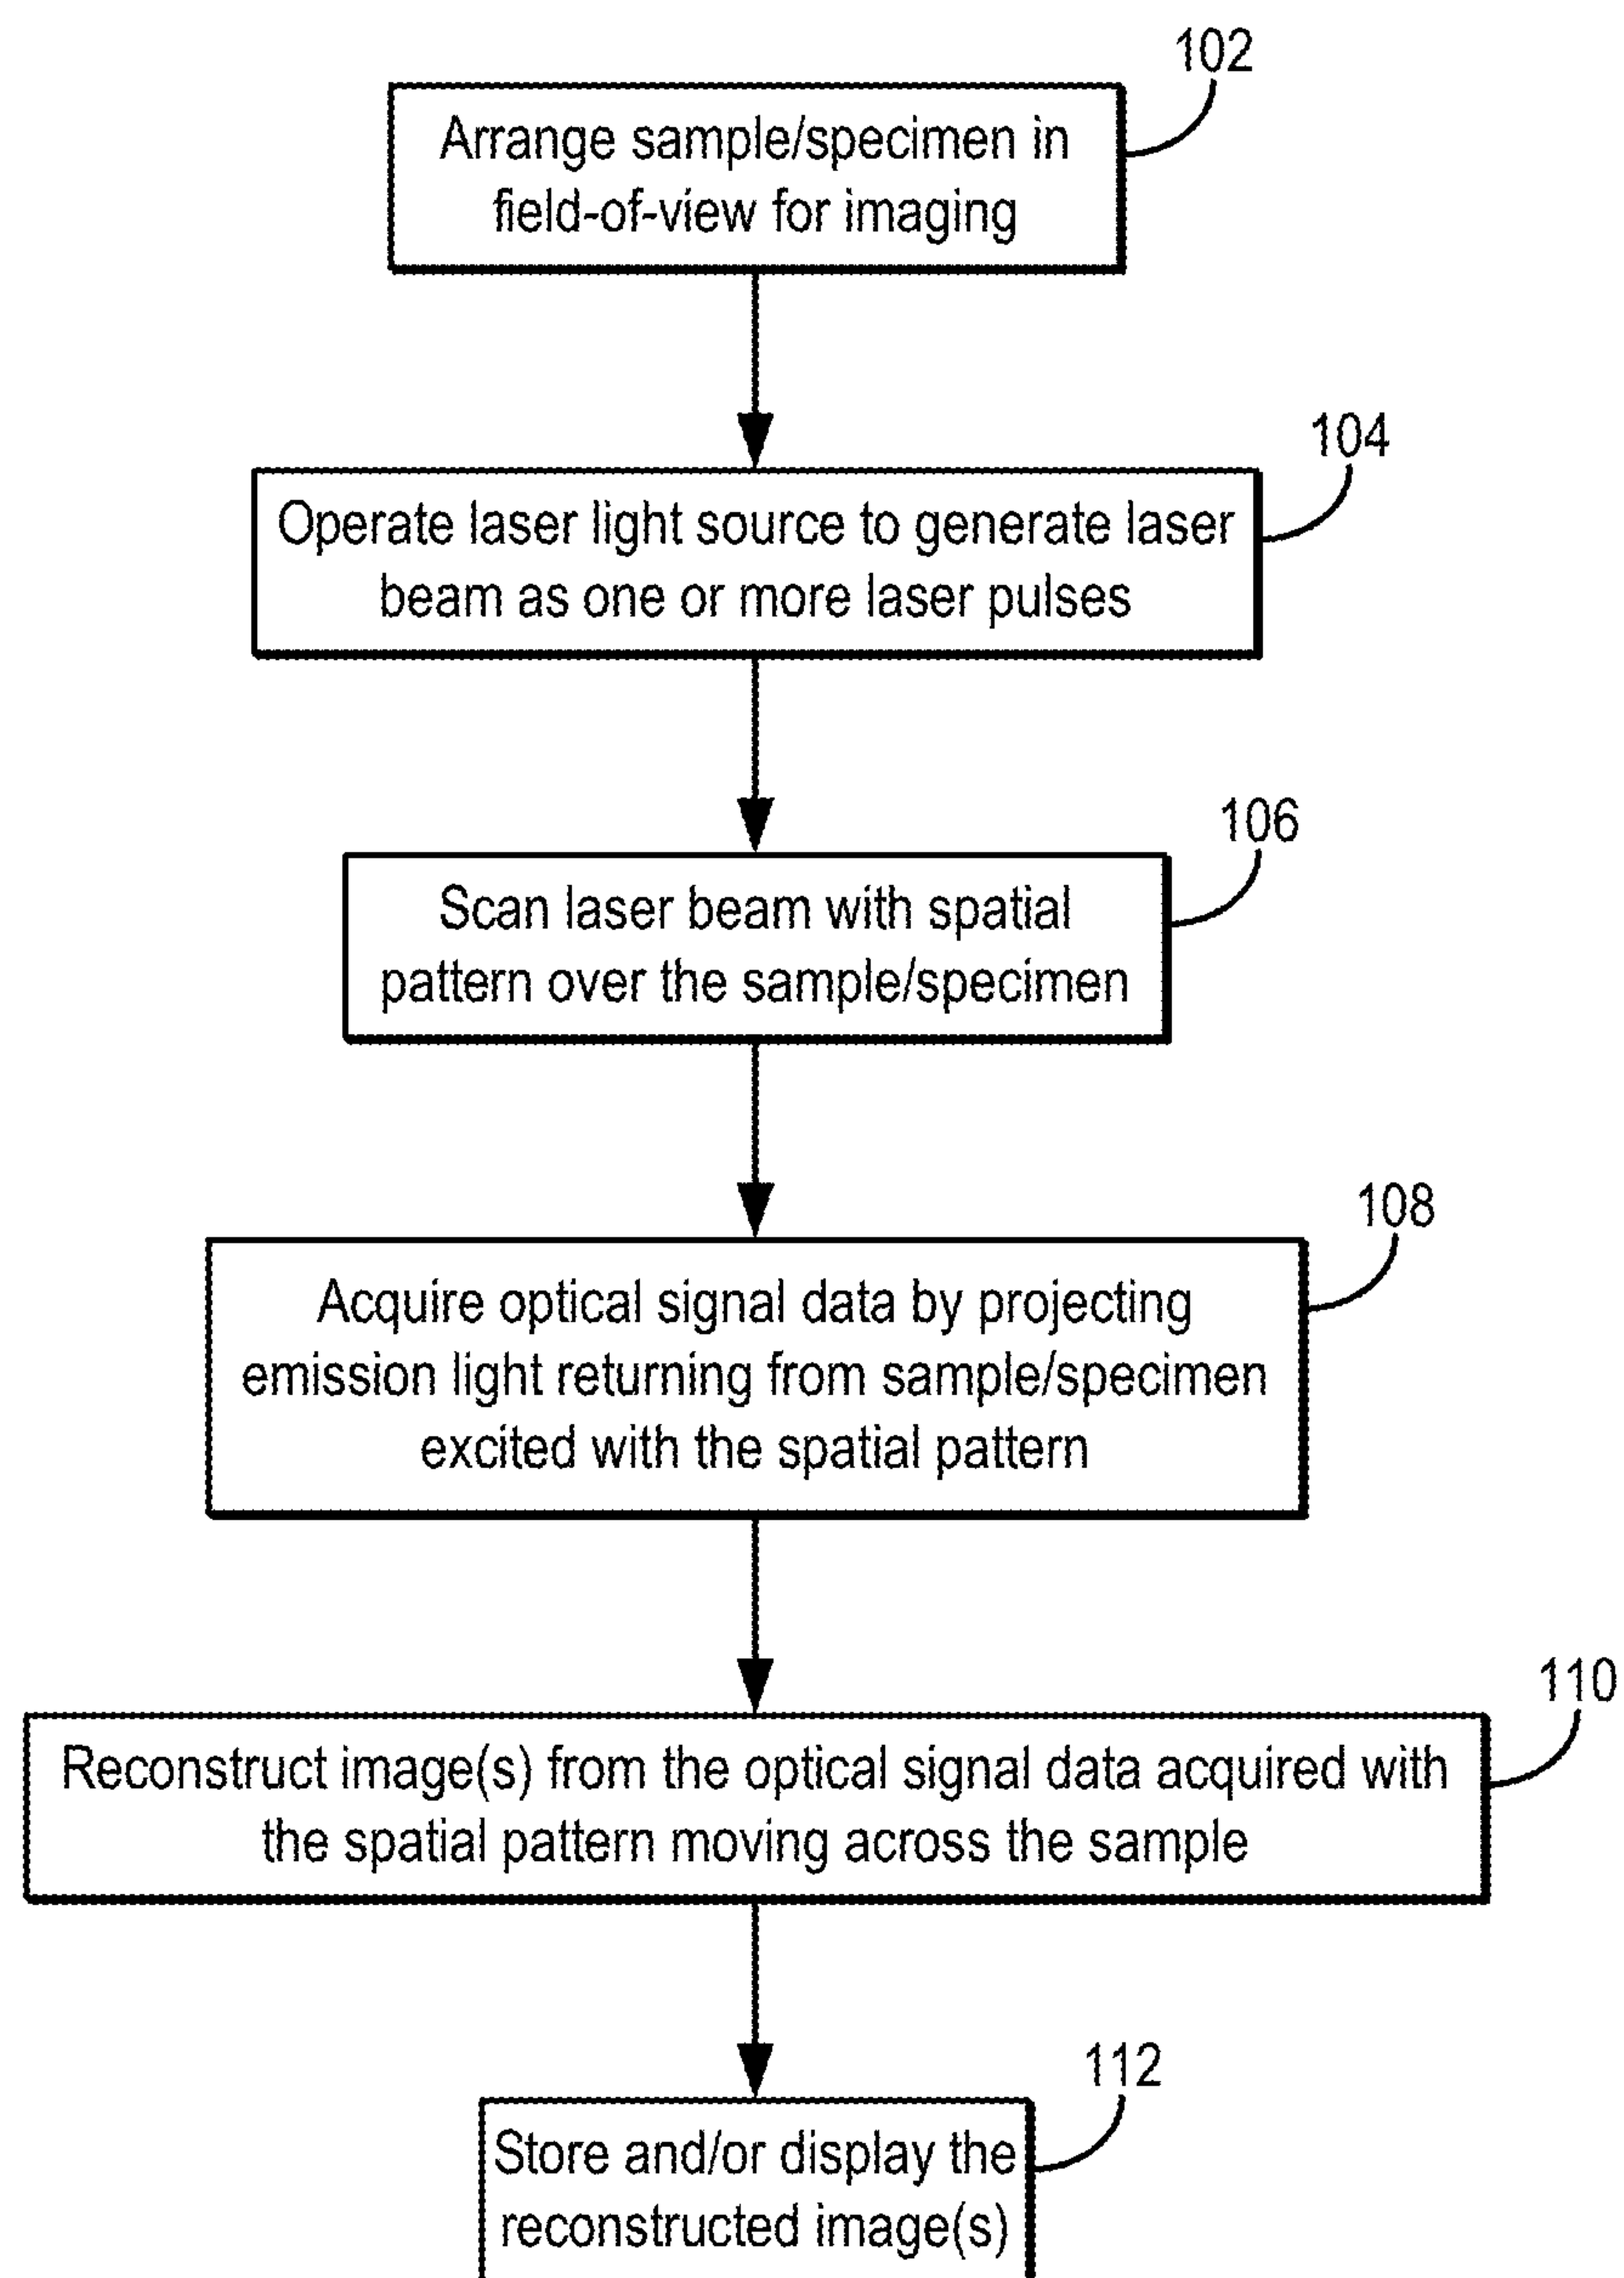 102
Arrange sample/specimen in
field-of-view for imaging
104
Operate laser light source to generate laser
beam as one or more laser pulses
106
Scan laser beam with spatial
pattern over the sample/specimen
108
Acquire optical signal data by projecting
emission light returning from sample/specimen
excited with the spatial pattern
110
Reconstruct image(s) from the optical signal data acquired with
the spatial pattern moving across the sample
112
Store and/or display the
reconstructed image(s)